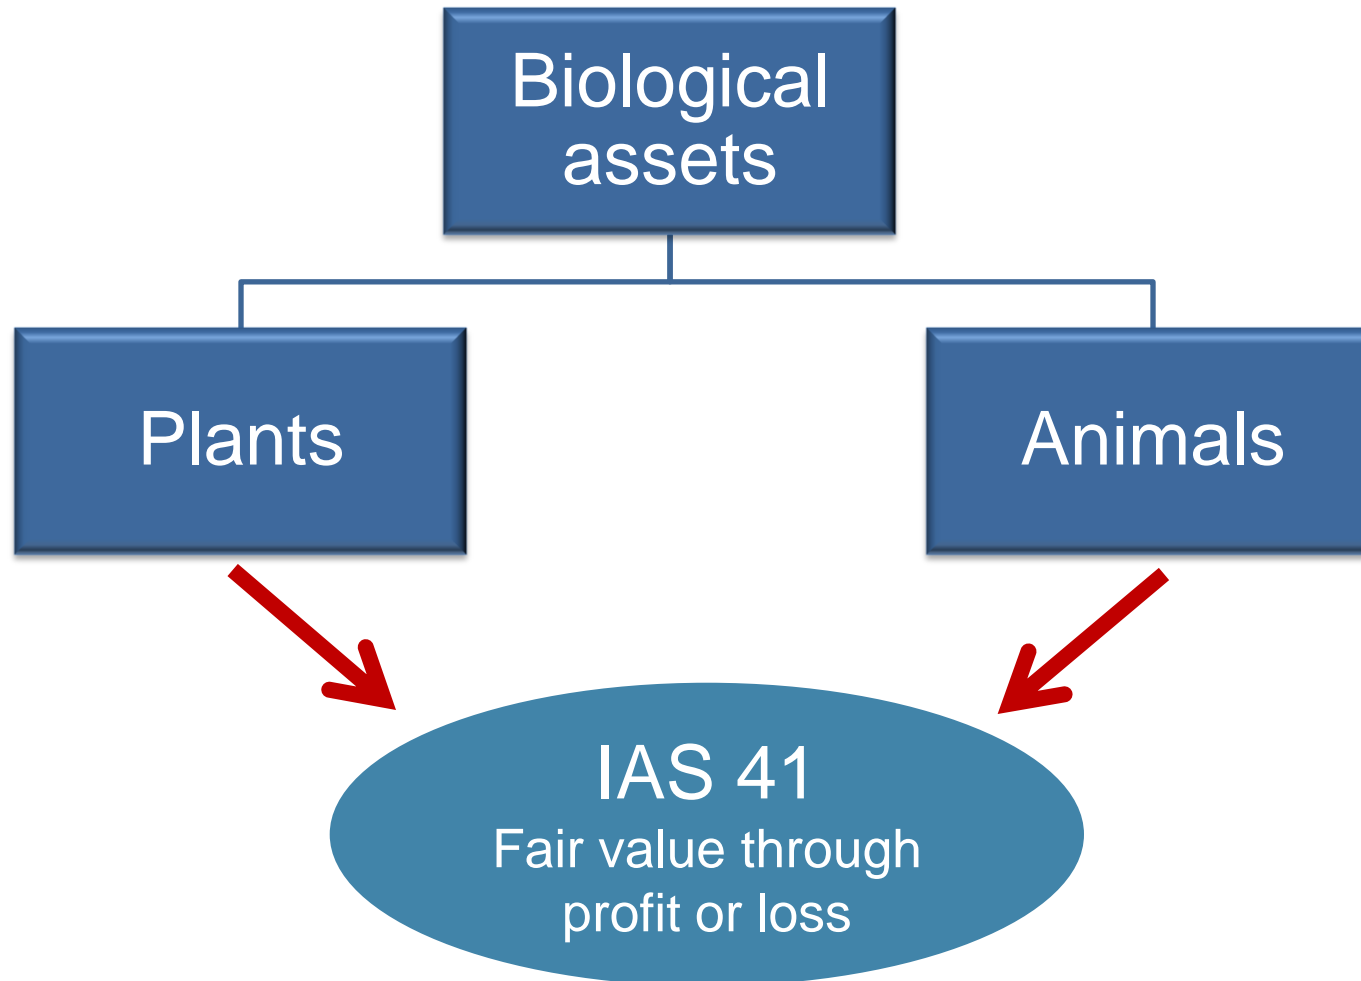 Biological
assets
Plants
Animals
IAS 41
Fair value through
profit or loss